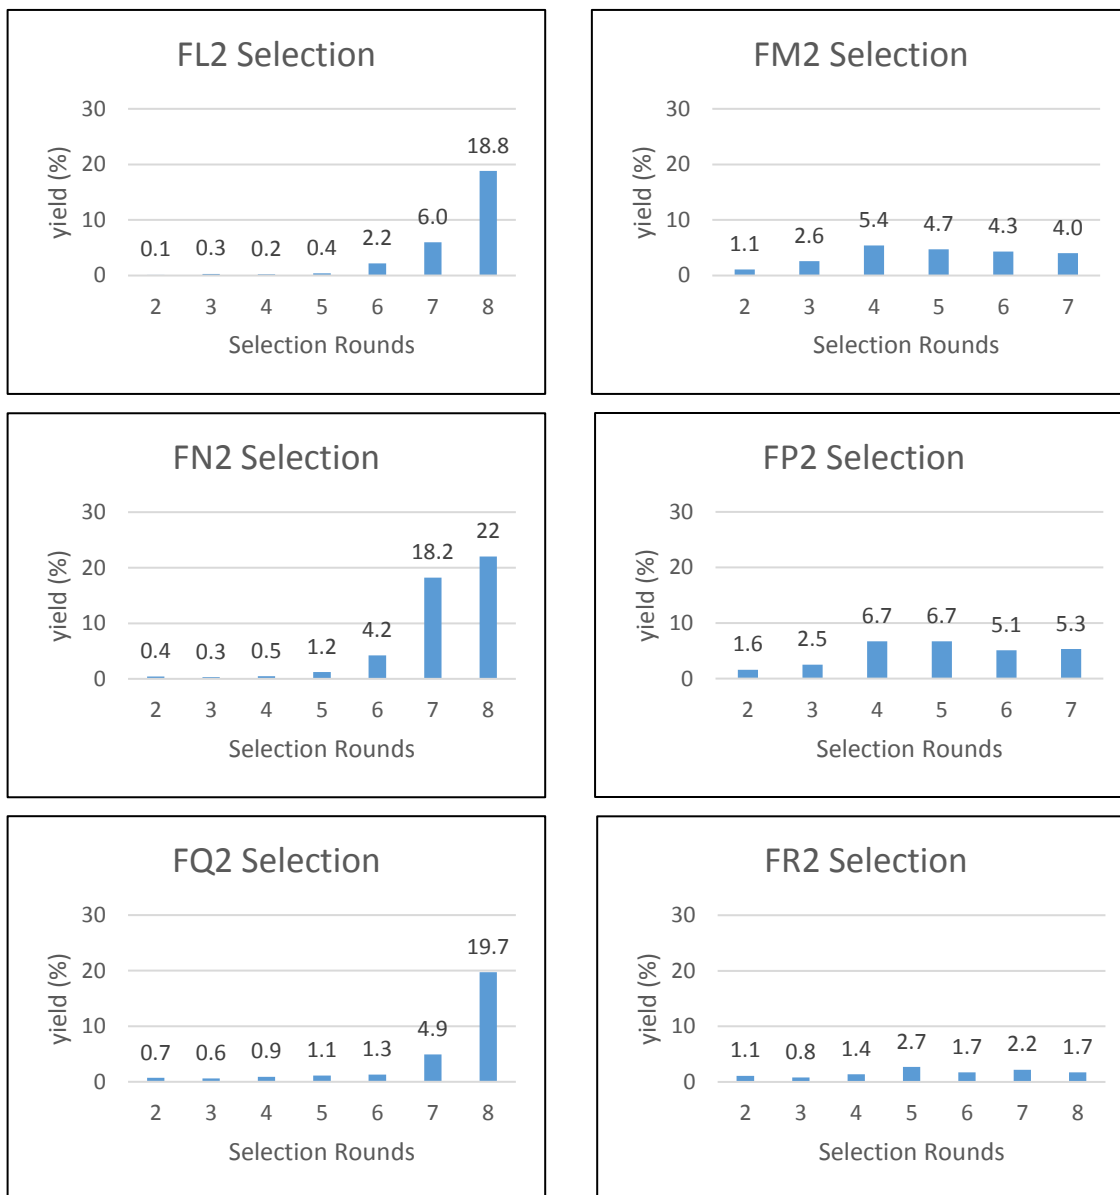 FL2 Selection
30
20
10
0
yield (%)
0.1 0.3 0.2 0.4 2.2 6.0 18.8
2 3 4 5 6 7 8
Selection Rounds
FM2 Selection
30
20
10
0
yield (%)
1.1 2.6 5.4 4.7 4.3 4.0
2 3 4 5 6 7
Selection Rounds
FN2 Selection
30
20
10
0
yield (%)
0.4 0.3 0.5 1.2 4.2 18.2 22
2 3 4 5 6 7 8
Selection Rounds
FP2 Selection
30
20
10
0
yield (%)
1.6 2.5 6.7 6.7 5.1 5.3
2 3 4 5 6 7
Selection Rounds
FQ2 Selection
30
20
10
0
yield (%)
0.7 0.6 0.9 1.1 1.3 4.9 19.7
2 3 4 5 6 7 8
Selection Rounds
FR2 Selection
30
20
10
0
yield (%)
1.1 0.8 1.4 2.7 1.7 2.2 1.7
2 3 4 5 6 7 8
Selection Rounds